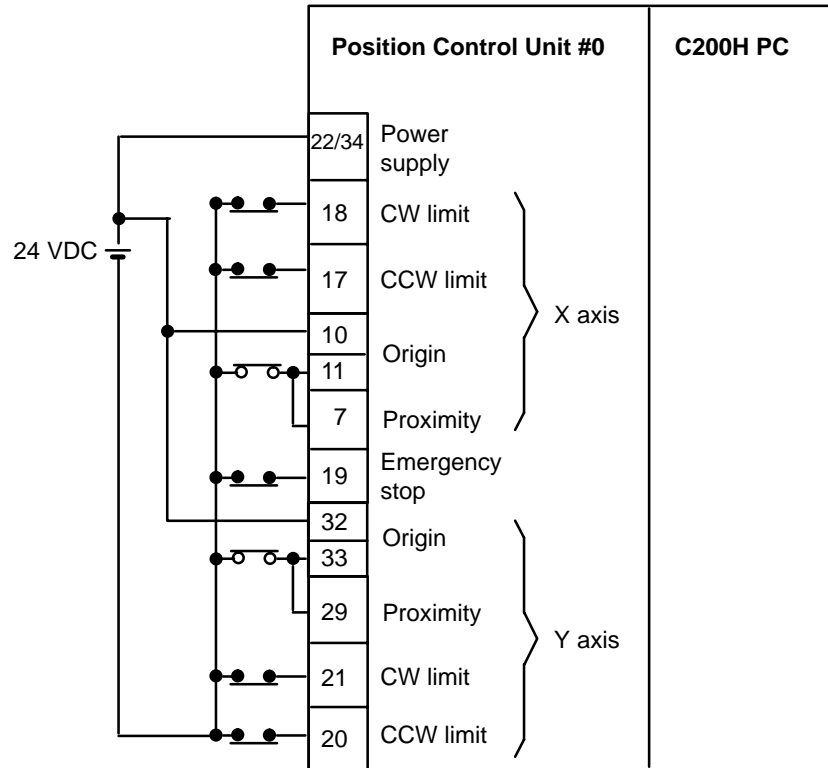 Position Control Unit #0
C200H PC
22/34
Power
supply
18
CW limit
24 VDC
17
CCW limit
X axis
10
Origin
11
7
Proximity
19
Emergency
stop
32
Origin
33
29
Proximity
Y axis
21
CW limit
20
CCW limit